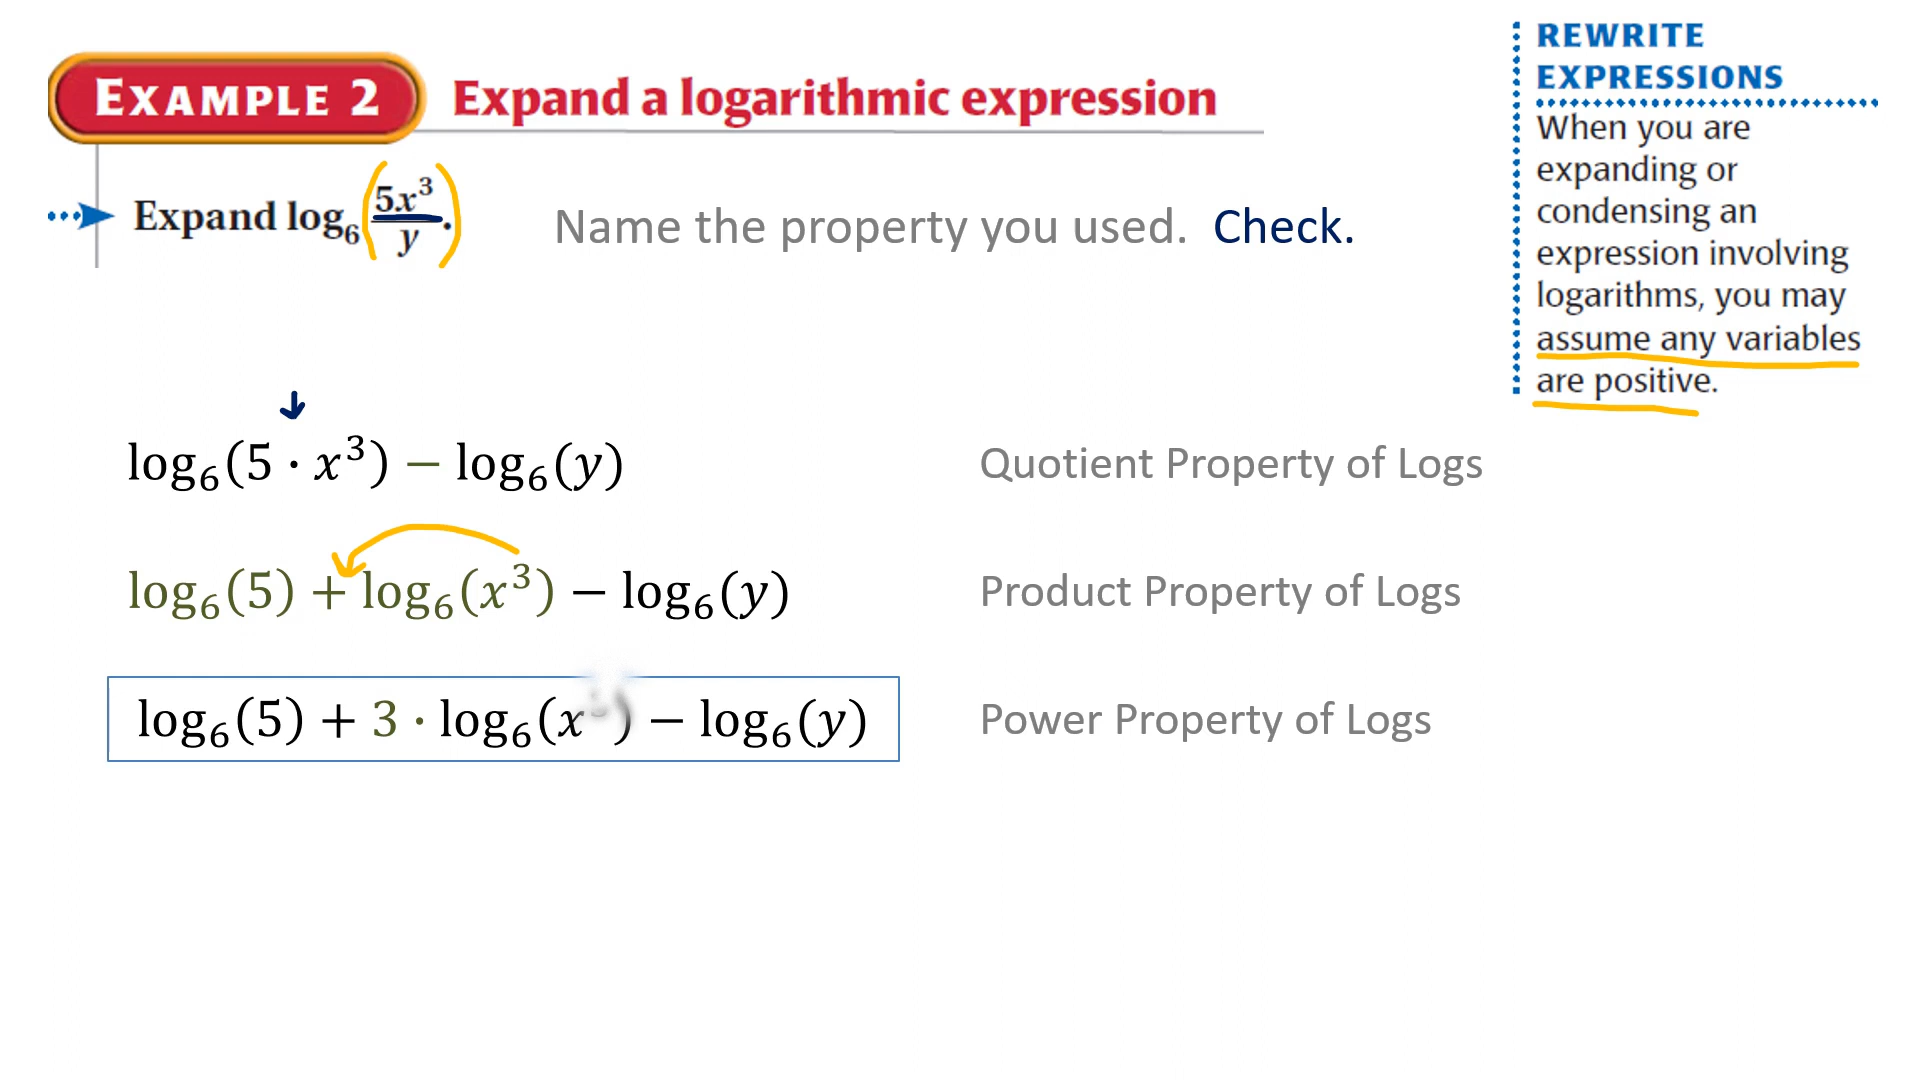 EXAMPLE 2 Expand a logarithmic expression
Expand log₆(5x³/y). Name the property you used. Check.
REWRITE
EXPRESSIONS
When you are
expanding or
condensing an
expression involving
logarithms, you may
assume any variables
are positive.
log₆(5 · x³) − log₆(y) Quotient Property of Logs
log₆(5) + log₆(x³) − log₆(y) Product Property of Logs
log₆(5) + 3 · log₆(x ) − log₆(y) Power Property of Logs